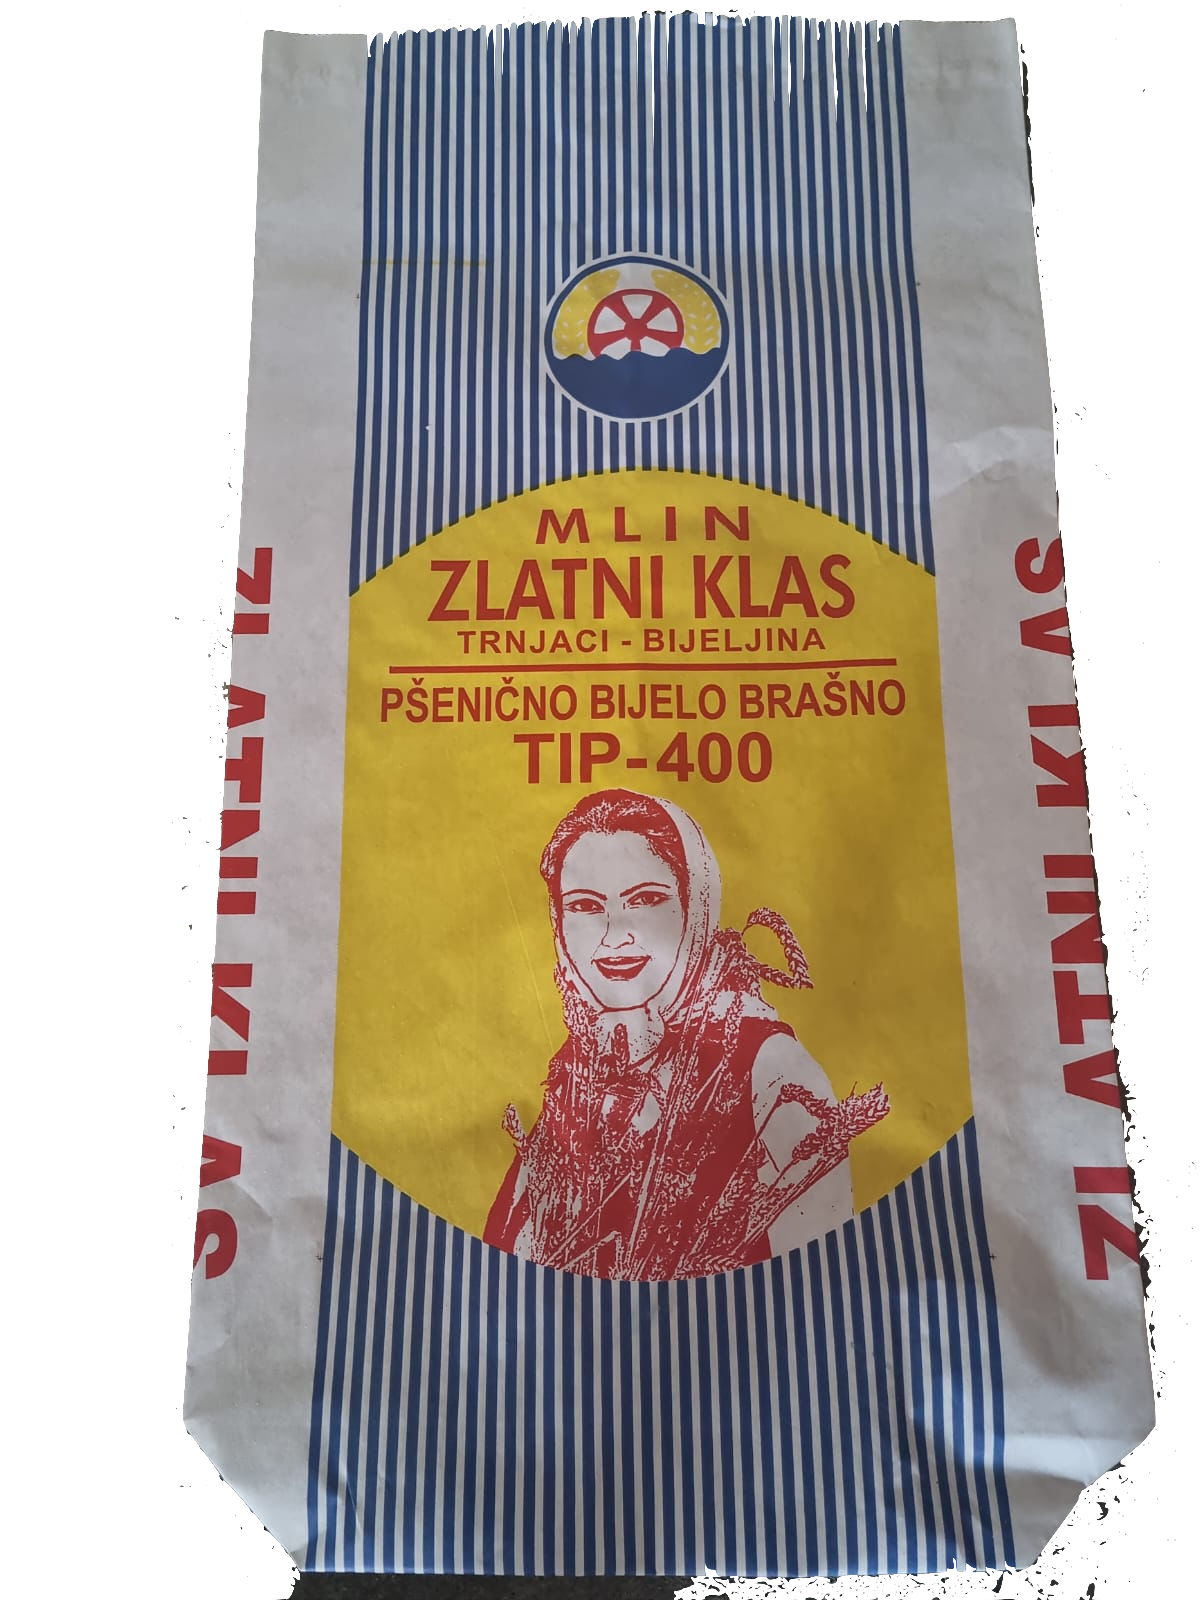 MLIN
ZLATNI KLAS
TRNJACI - BIJELJINA
PŠENIČNO BIJELO BRAŠNO
TIP-400
ZLATNI KLAS
ZLATNI KLAS